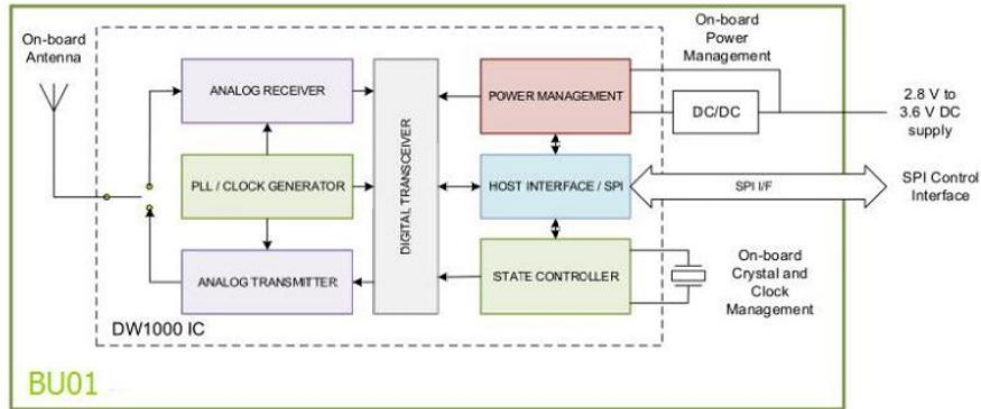 On-board
Antenna
On-board
Power
Management
ANALOG RECEIVER
POWER MANAGEMENT
DC/DC
2.8 V to
3.6 V DC
supply
PLL / CLOCK GENERATOR
DIGITAL TRANSCEIVER
HOST INTERFACE / SPI
SPI I/F
SPI Control
Interface
ANALOG TRANSMITTER
STATE CONTROLLER
On-board
Crystal and
Clock
Management
DW1000 IC
BU01